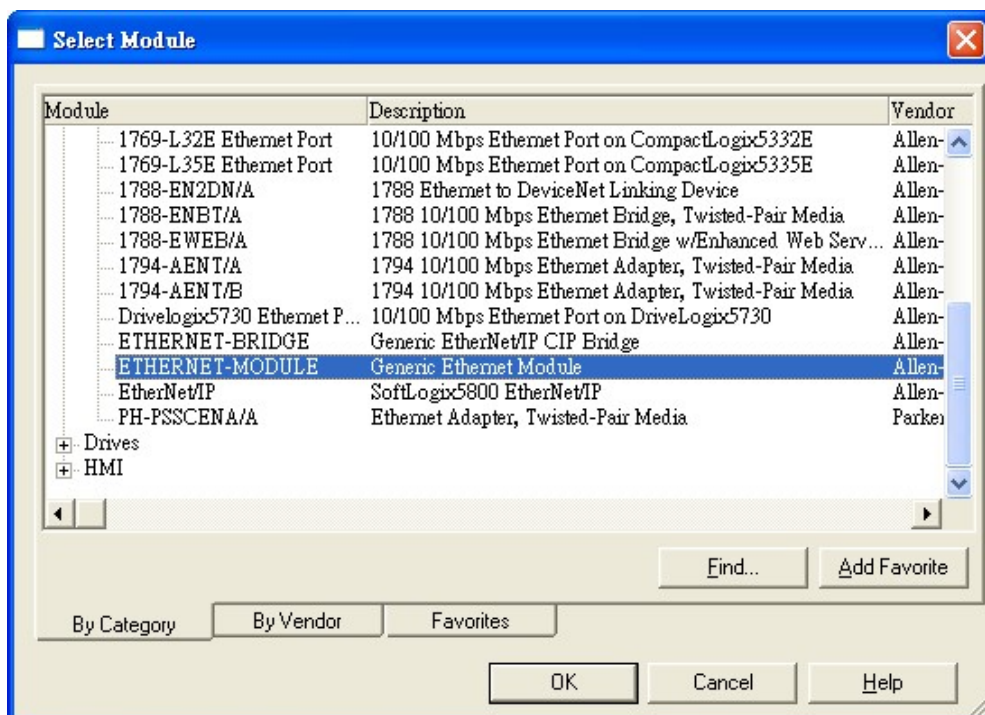 Select Module
Module Description Vendor
1769-L32E Ethernet Port 10/100 Mbps Ethernet Port on CompactLogix5332E Allen-
1769-L35E Ethernet Port 10/100 Mbps Ethernet Port on CompactLogix5335E Allen-
1788-EN2DN/A 1788 Ethernet to DeviceNet Linking Device Allen-
1788-ENBT/A 1788 10/100 Mbps Ethernet Bridge, Twisted-Pair Media Allen-
1788-EWEB/A 1788 10/100 Mbps Ethernet Bridge w/Enhanced Web Serv... Allen-
1794-AENT/A 1794 10/100 Mbps Ethernet Adapter, Twisted-Pair Media Allen-
1794-AENT/B 1794 10/100 Mbps Ethernet Adapter, Twisted-Pair Media Allen-
Drivelogix5730 Ethernet P... 10/100 Mbps Ethernet Port on DriveLogix5730 Allen-
ETHERNET-BRIDGE Generic EtherNet/IP CIP Bridge Allen-
ETHERNET-MODULE Generic Ethernet Module Allen-
EtherNet/IP SoftLogix5800 EtherNet/IP Allen-
PH-PSSCENA/A Ethernet Adapter, Twisted-Pair Media Parker
Drives
HMI
Find... Add Favorite
By Category By Vendor Favorites
OK Cancel Help